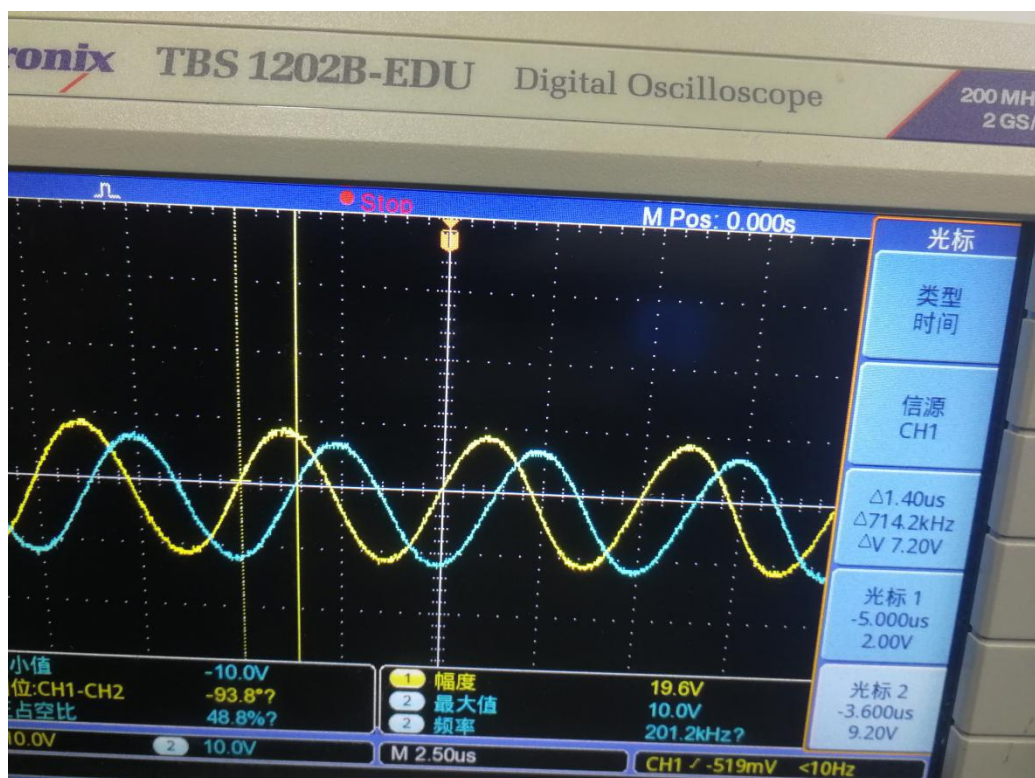 ronix TBS 1202B-EDU Digital Oscilloscope
200 MH
2 GS/
Stop M Pos: 0.000s
光标
类型
时间
信源
CH1
△1.40us
△714.2kHz
△V 7.20V
光标 1
-5.000us
2.00V
光标 2
-3.600us
9.20V
小值 -10.0V
位:CH1-CH2 -93.8°?
占空比 48.8%?
1 幅度 19.6V
2 最大值 10.0V
2 频率 201.2kHz?
10.0V 2 10.0V M 2.50us CH1 -519mV <10Hz